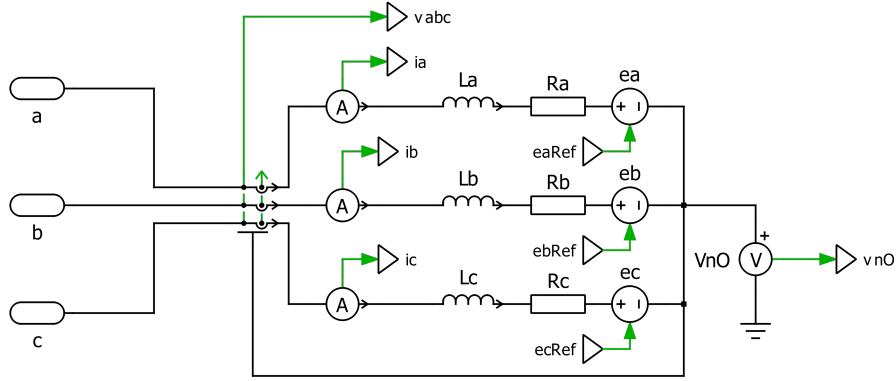 v abc
ia
La
Ra
ea
A
a
eaRef
ib
Lb
Rb
eb
A
b
ebRef
VnO
V
v nO
ic
Lc
Rc
ec
A
c
ecRef